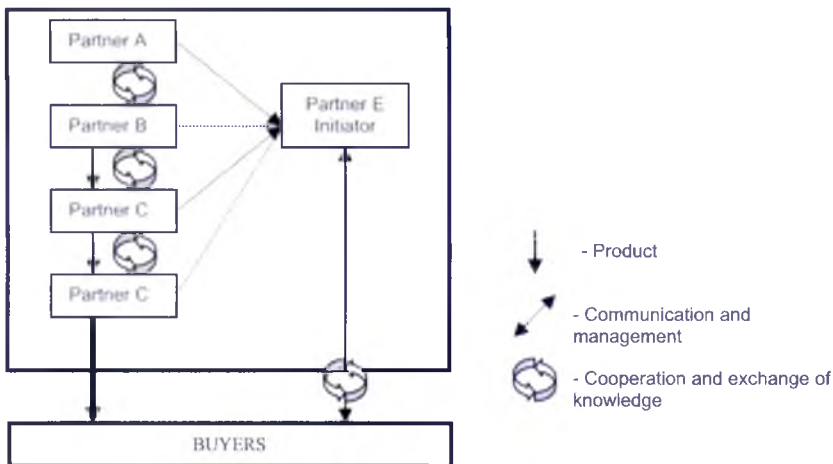 Partner A
Partner E
Initiator
Partner B
Partner C
Partner C
BUYERS
- Product
- Communication and
management
- Cooperation and exchange of
knowledge